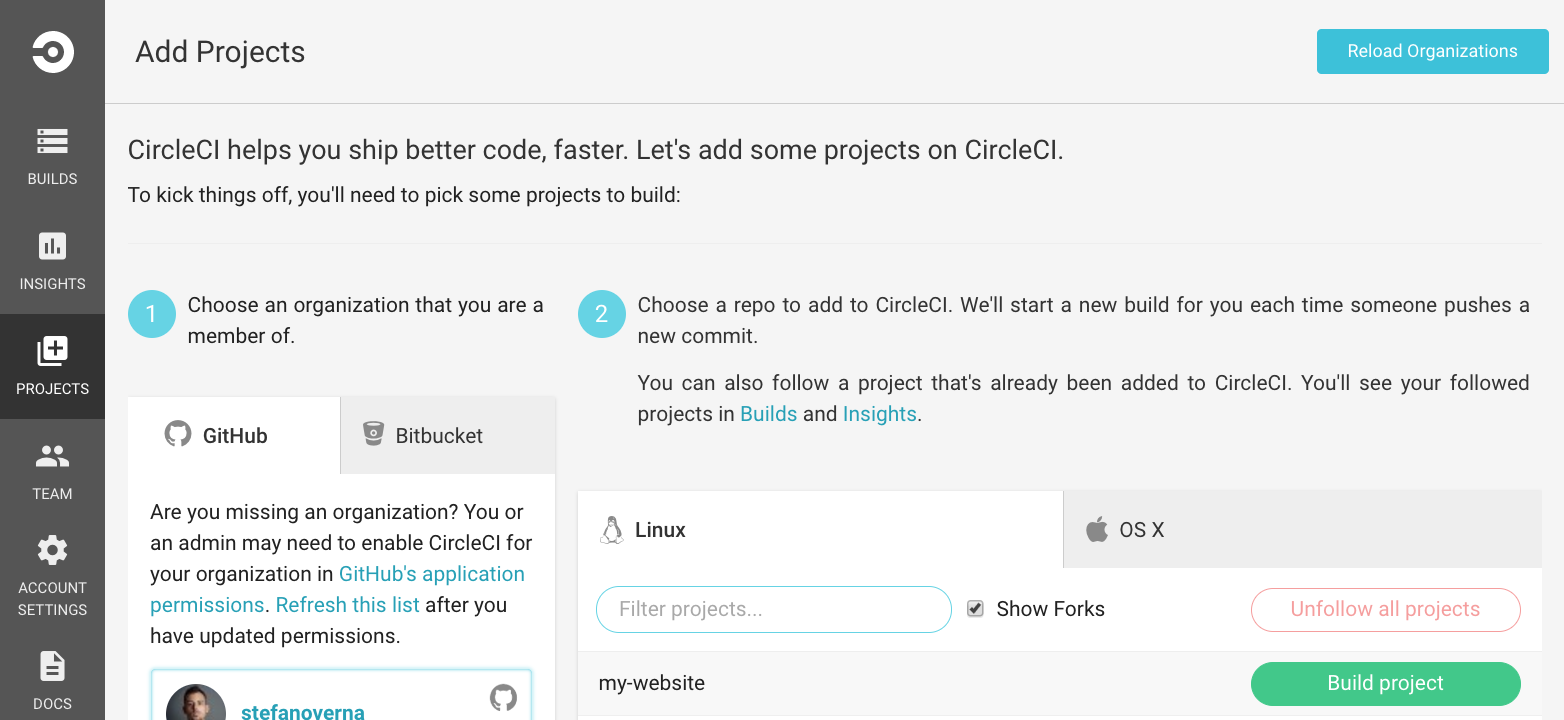 Add Projects
Reload Organizations
BUILDS
INSIGHTS
PROJECTS
TEAM
ACCOUNT
SETTINGS
DOCS
CircleCI helps you ship better code, faster. Let's add some projects on CircleCI.
To kick things off, you'll need to pick some projects to build:
1
Choose an organization that you are a
member of.
GitHub
Bitbucket
Are you missing an organization? You or
an admin may need to enable CircleCI for
your organization in GitHub's application
permissions. Refresh this list after you
have updated permissions.
stefanoverna
2
Choose a repo to add to CircleCI. We'll start a new build for you each time someone pushes a
new commit.
You can also follow a project that's already been added to CircleCI. You'll see your followed
projects in Builds and Insights.
Linux
OS X
Filter projects...
Show Forks
Unfollow all projects
my-website
Build project